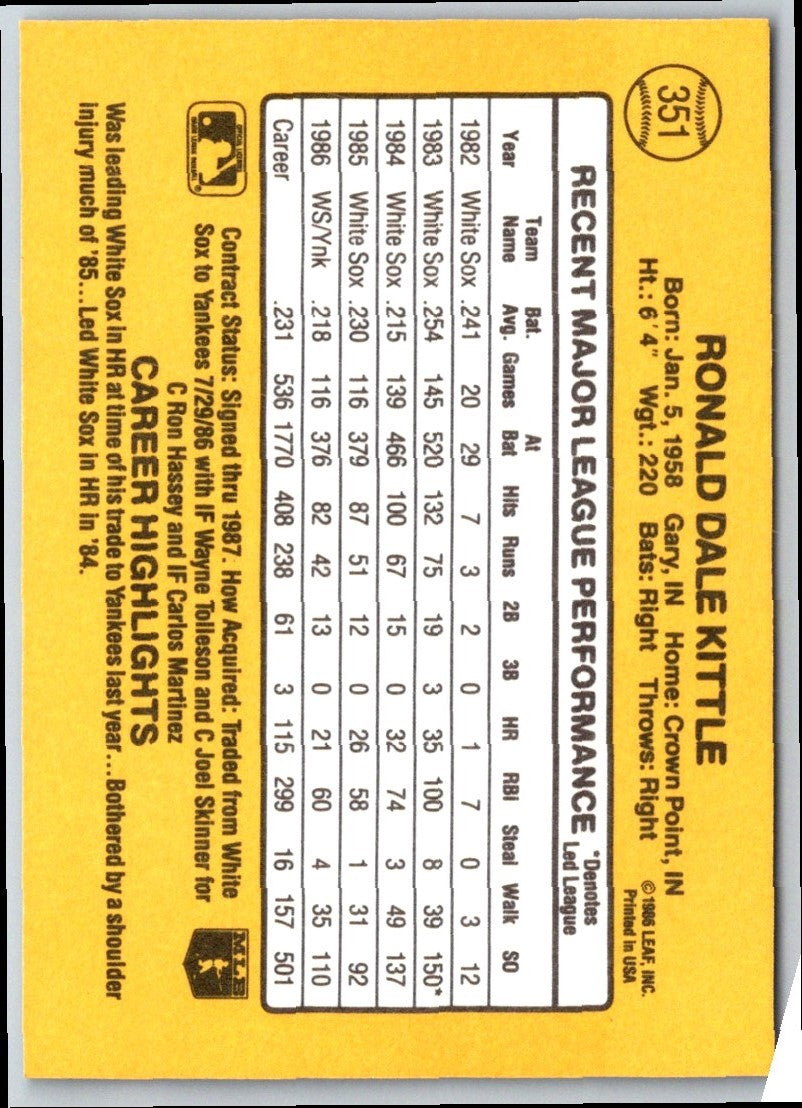 351
RONALD DALE KITTLE
Born: Jan. 5, 1958 Gary, IN Home: Crown Point, IN
Ht.: 6'4" Wgt.: 220 Bats: Right Throws: Right
© 1986 LEAF, INC.
Printed in USA
RECENT MAJOR LEAGUE PERFORMANCE *Denotes Led League
Year Team Name Bat. Avg. Games At Bat Hits Runs 2B 3B HR RBI Steal Walk SO
1982 White Sox .241 20 29 7 3 2 0 1 7 0 3 12
1983 White Sox .254 145 520 132 75 19 3 35 100 8 39 150*
1984 White Sox .215 139 466 100 67 15 0 32 74 3 49 137
1985 White Sox .230 116 379 87 51 12 0 26 58 1 31 92
1986 WS/Ynk .218 116 376 82 42 13 0 21 60 4 35 110
Career .231 536 1770 408 238 61 3 115 299 16 157 501
Contract Status: Signed thru 1987. How Acquired: Traded from White
Sox to Yankees 7/29/86 with IF Wayne Tolleson and C Joel Skinner for
C Ron Hassey and IF Carlos Martinez
MLB
CAREER HIGHLIGHTS
Was leading White Sox in HR at time of his trade to Yankees last year... Bothered by a shoulder
injury much of '85... Led White Sox in HR in '84.